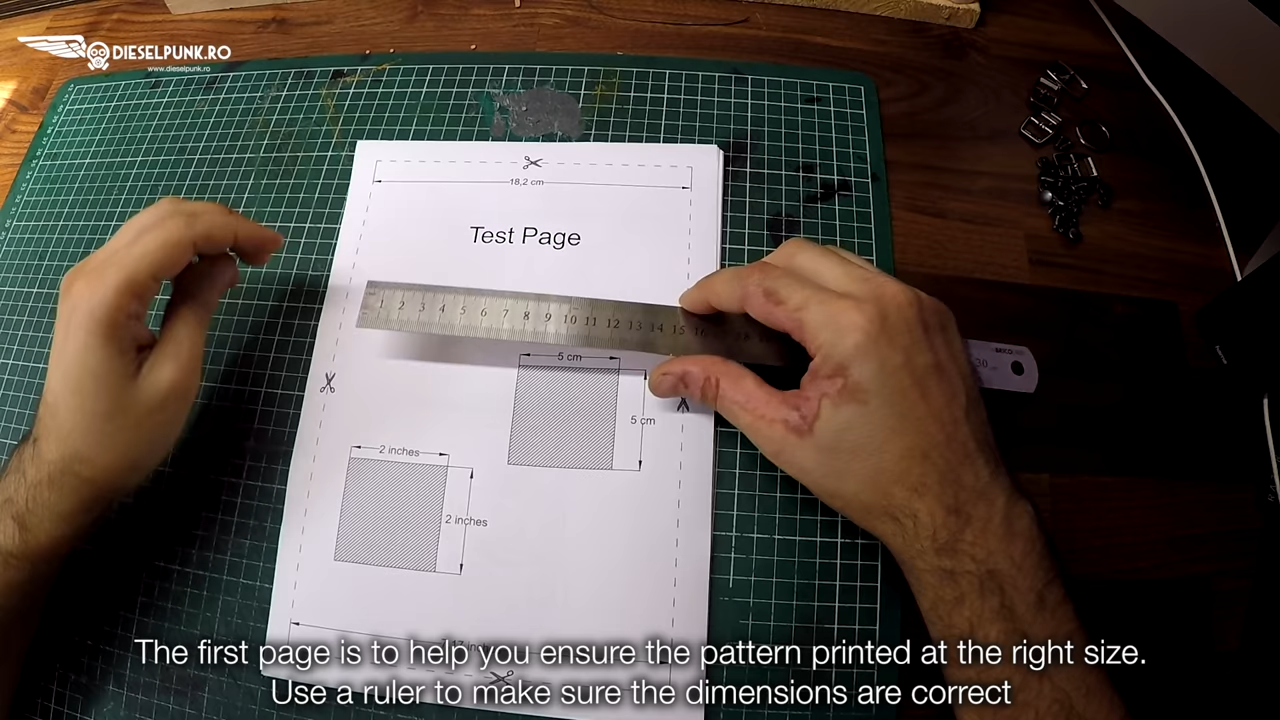 DIESELPUNK.RO
www.dieselpunk.ro
18,2 cm
Test Page
1 2 3 4 5 6 7 8 9 10 11 12 13 14 15 16
30
5 cm
5 cm
2 inches
2 inches
The first page is to help you ensure the pattern printed at the right size.
Use a ruler to make sure the dimensions are correct